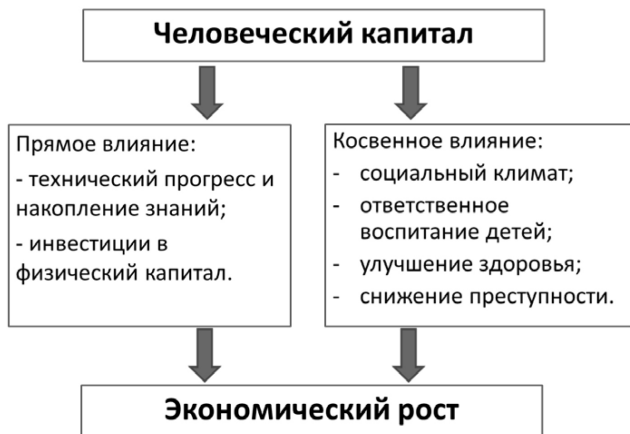 Человеческий капитал
Прямое влияние:
- технический прогресс и
накопление знаний;
- инвестиции в
физический капитал.
Косвенное влияние:
- социальный климат;
- ответственное
воспитание детей;
- улучшение здоровья;
- снижение преступности.
Экономический рост